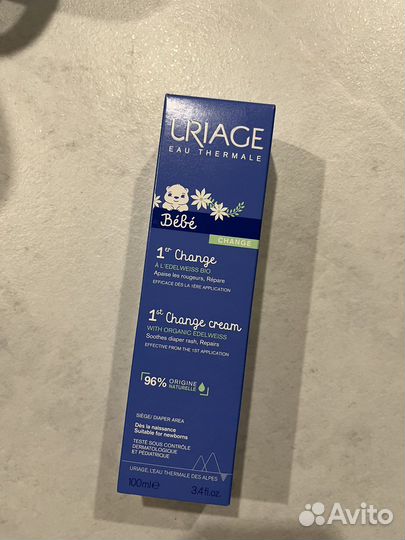 URIAGE
EAU THERMALE
Bébé
CHANGE
1er Change
À L'EDELWEISS BIO
Apaise les rougeurs, Répare
EFFICACE DÈS LA 1ÈRE APPLICATION
1st Change cream
WITH ORGANIC EDELWEISS
Soothes diaper rash, Repairs
EFFECTIVE FROM THE 1ST APPLICATION
96% ORIGINE
NATURELLE
SIÈGE/ DIAPER AREA
Dès la naissance
Suitable for newborns
TESTÉ SOUS CONTRÔLE
DERMATOLOGIQUE
ET PÉDIATRIQUE
URIAGE, L'EAU THERMALE DES ALPES
100ml℮ 3.4fl.oz.
Avito